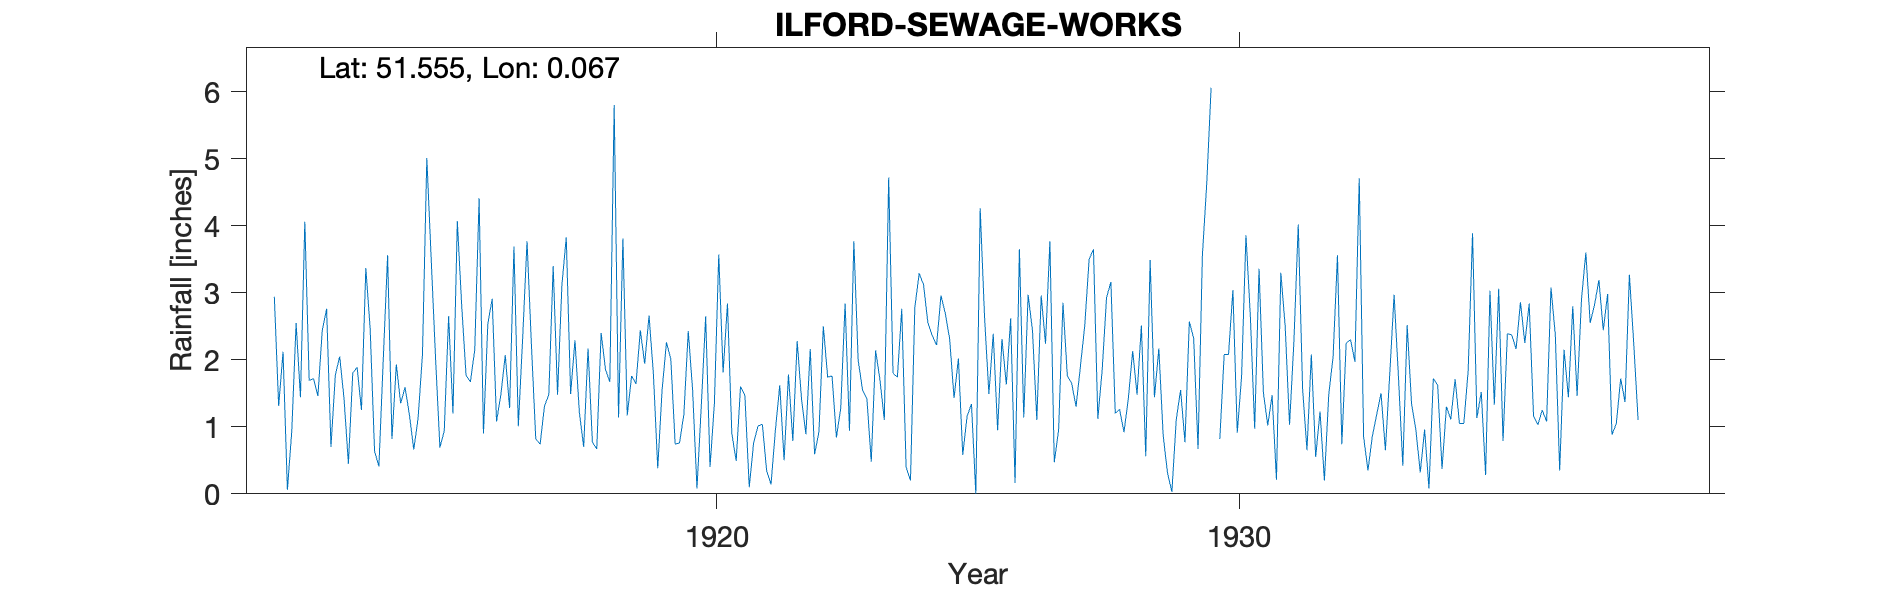 ILFORD-SEWAGE-WORKS
Lat: 51.555, Lon: 0.067
6
5
4
3
2
1
0
Rainfall [inches]
1920 1930
Year